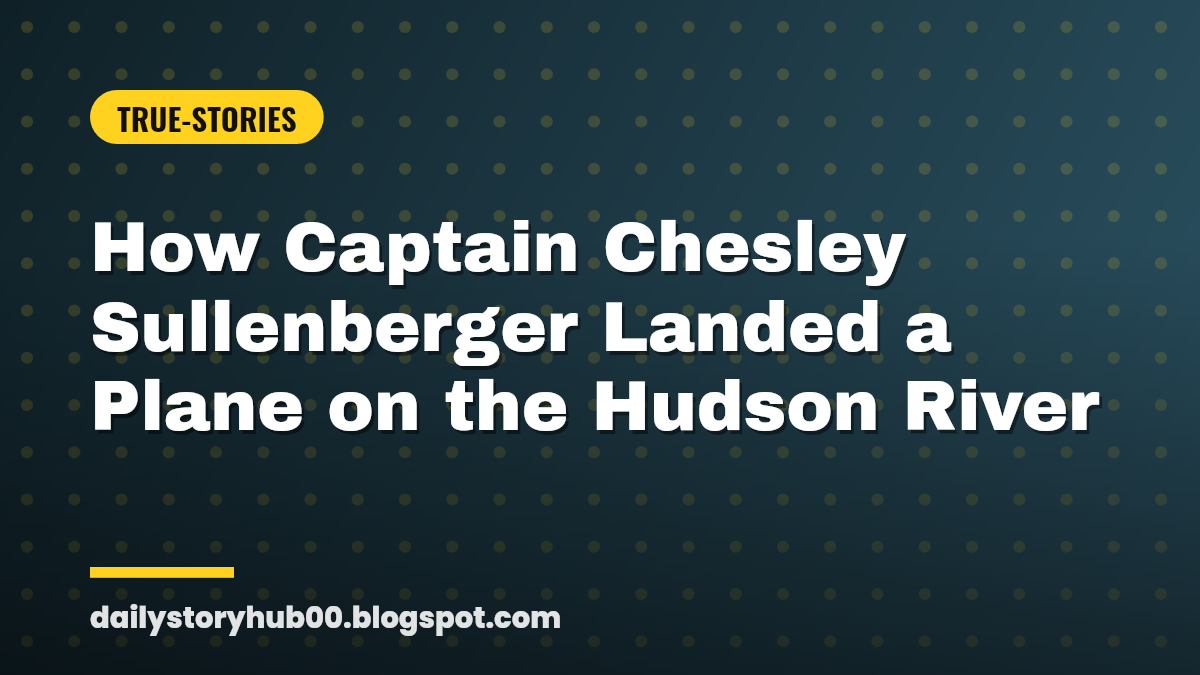 TRUE-STORIES
How Captain Chesley
Sullenberger Landed a
Plane on the Hudson River
dailystoryhub00.blogspot.com